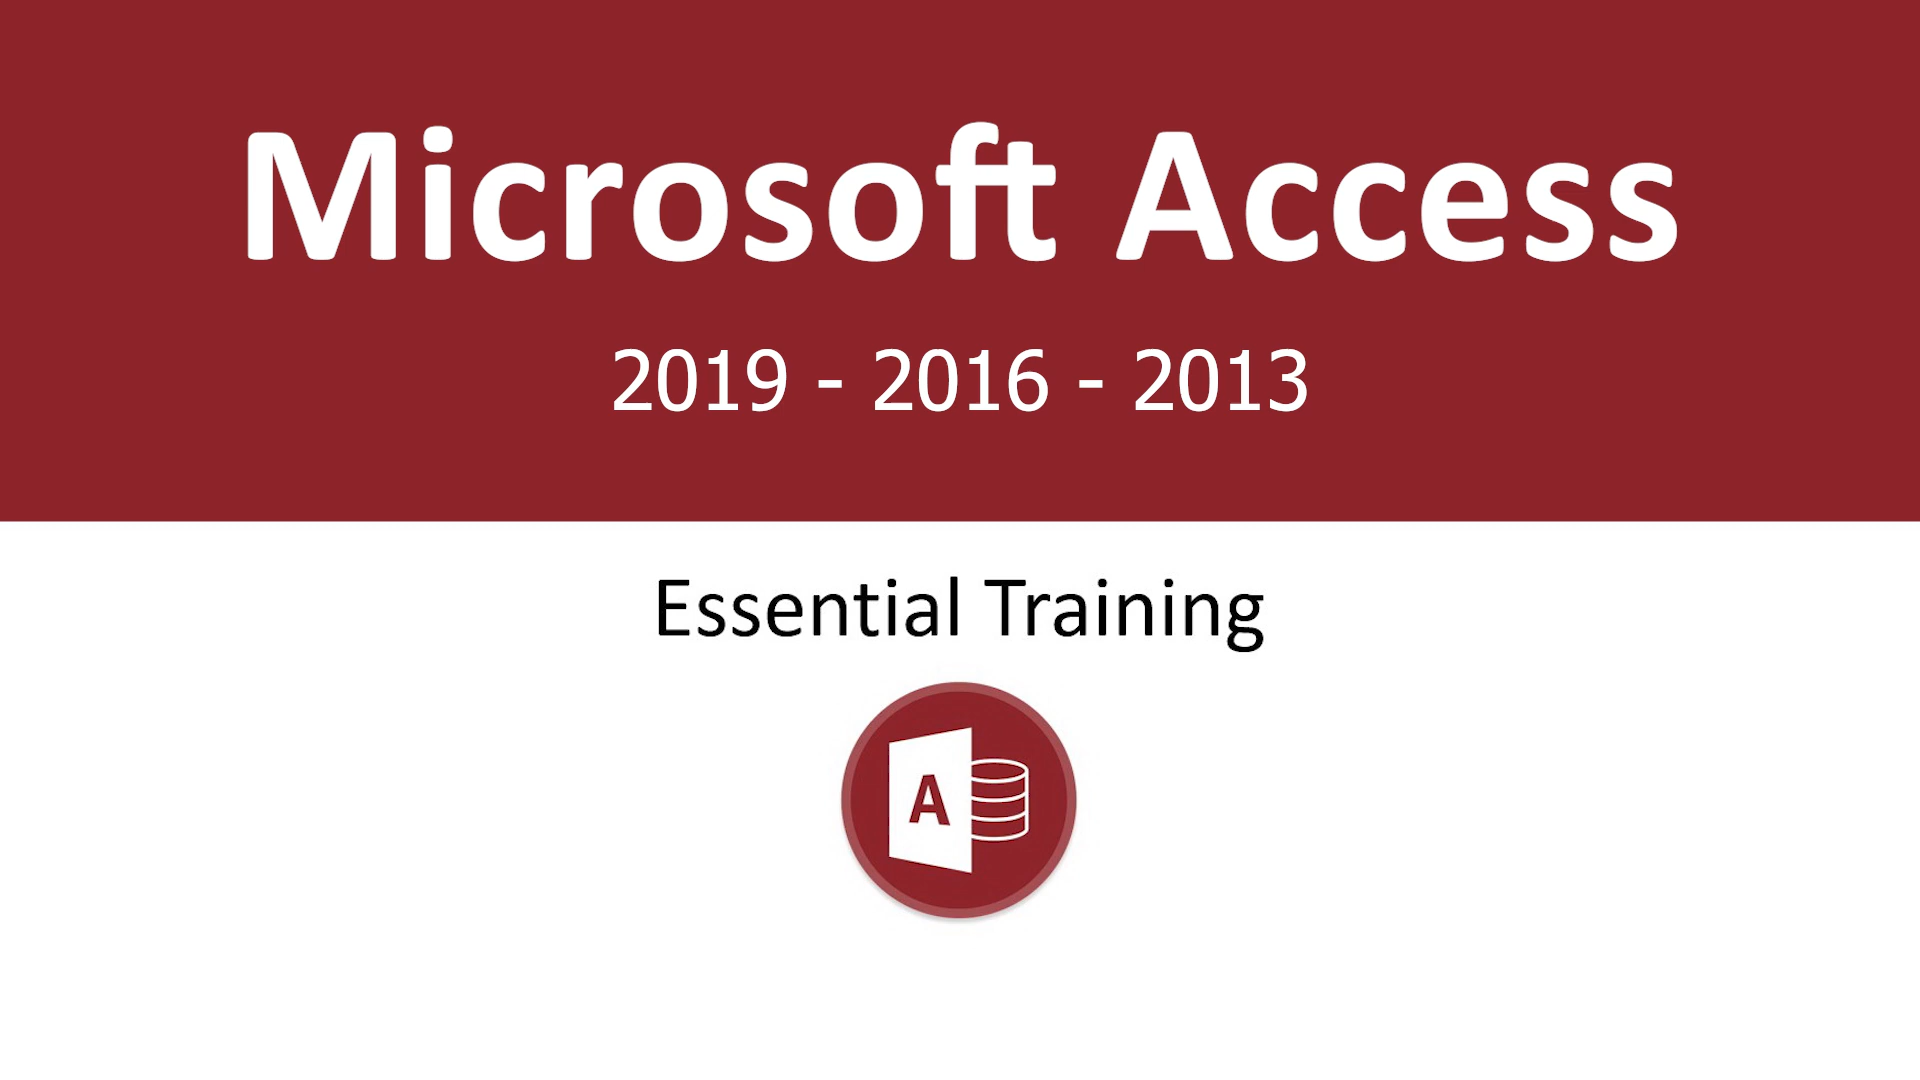 Microsoft Access
2019 - 2016 - 2013
Essential Training
A